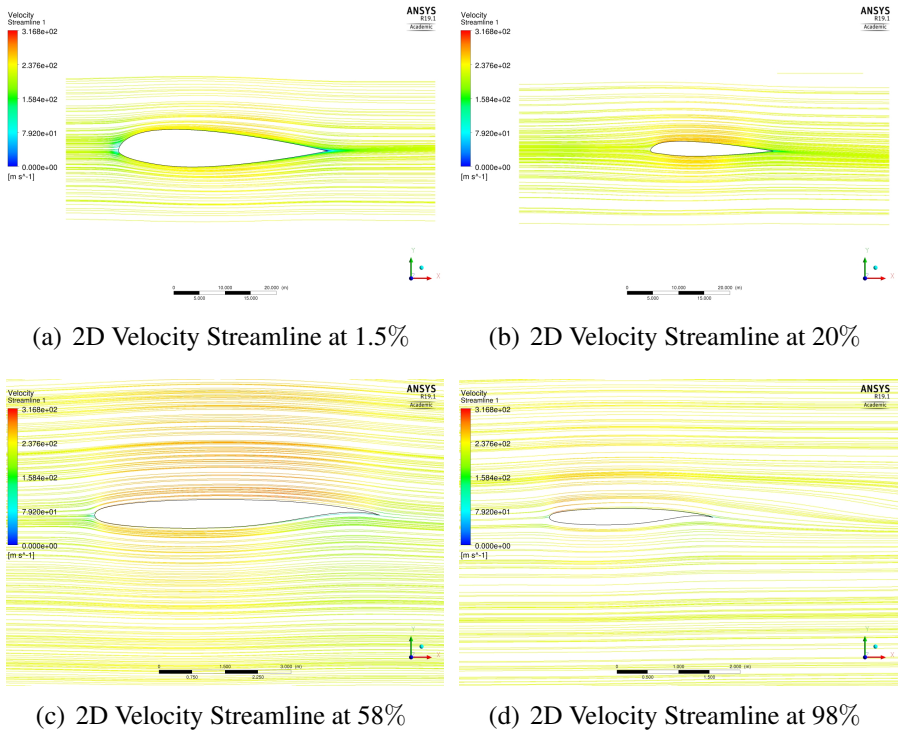 Velocity
Streamline 1
3.168e+02
2.376e+02
1.584e+02
7.920e+01
0.000e+00
[m s^-1]
ANSYS
R19.1
Academic
Y
X
0 10.000 20.000 (m)
5.000 15.000
(a) 2D Velocity Streamline at 1.5%
Velocity
Streamline 1
3.168e+02
2.376e+02
1.584e+02
7.920e+01
0.000e+00
[m s^-1]
ANSYS
R19.1
Academic
Y
X
0 10.000 20.000 (m)
5.000 15.000
(b) 2D Velocity Streamline at 20%
Velocity
Streamline 1
3.168e+02
2.376e+02
1.584e+02
7.920e+01
0.000e+00
[m s^-1]
ANSYS
R19.1
Academic
Y
X
0 1.500 3.000 (m)
0.750 2.250
(c) 2D Velocity Streamline at 58%
Velocity
Streamline 1
3.168e+02
2.376e+02
1.584e+02
7.920e+01
0.000e+00
[m s^-1]
ANSYS
R19.1
Academic
Y
X
0 1.000 2.000 (m)
0.500 1.500
(d) 2D Velocity Streamline at 98%